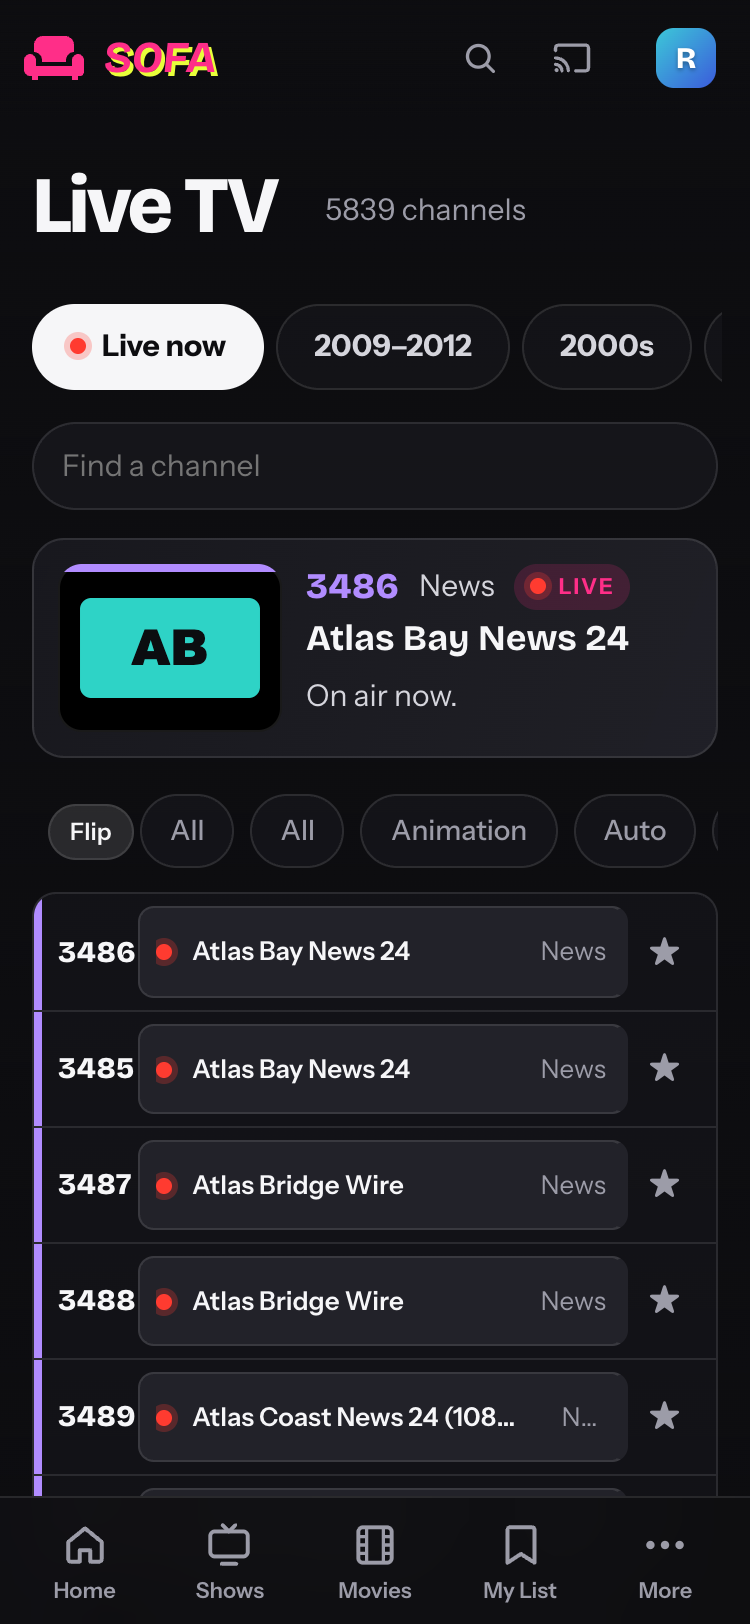 SOFA
R
Live TV 5839 channels
Live now 2009–2012 2000s
Find a channel
3486 News LIVE
AB
Atlas Bay News 24
On air now.
Flip All All Animation Auto
3486 Atlas Bay News 24 News
3485 Atlas Bay News 24 News
3487 Atlas Bridge Wire News
3488 Atlas Bridge Wire News
3489 Atlas Coast News 24 (108... N...
Home Shows Movies My List More